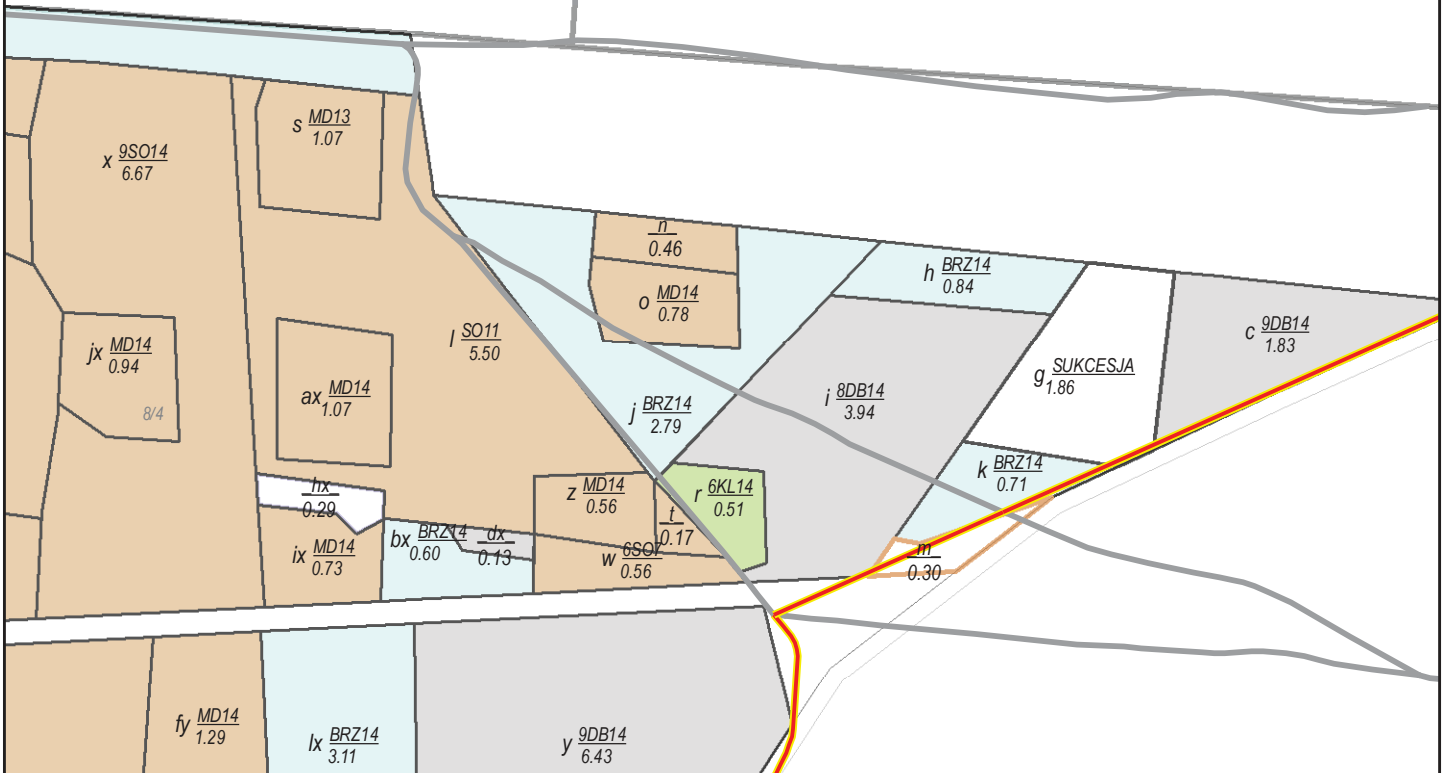 s MD13
1.07
x 9SO14
6.67
n
0.46
h BRZ14
0.84
o MD14
0.78
l SO11
5.50
c 9DB14
1.83
jx MD14
0.94
8/4
g SUKCESJA
1.86
ax MD14
1.07
i 8DB14
3.94
j BRZ14
2.79
k BRZ14
0.71
hx
0.29
z MD14
0.56
r 6KL14
0.51
t
0.17
bx BRZ14
0.60
dx
0.13
ix MD14
0.73
w 6SO7
0.56
m
0.30
fy MD14
1.29
lx BRZ14
3.11
y 9DB14
6.43